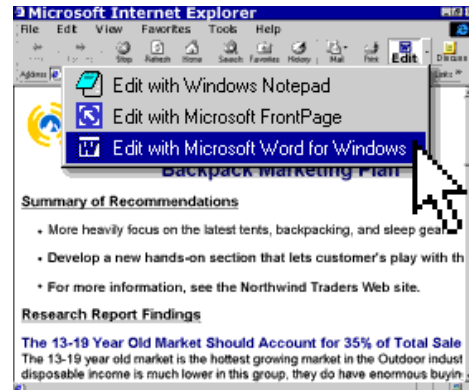 Microsoft Internet Explorer
File Edit View Favorites Tools Help
Stop Refresh Home Search Favorites History Mail Print Edit Discuss
Address Links »
Edit with Windows Notepad
Edit with Microsoft FrontPage
Edit with Microsoft Word for Windows
Backpack Marketing Plan
Summary of Recommendations
• More heavily focus on the latest tents, backpacking, and sleep gear
• Develop a new hands-on section that lets customer's play with th
• For more information, see the Northwind Traders Web site.
Research Report Findings
The 13-19 Year Old Market Should Account for 35% of Total Sale
The 13-19 year old market is the hottest growing market in the Outdoor indust
disposable income is much lower in this group, they do have enormous buyin